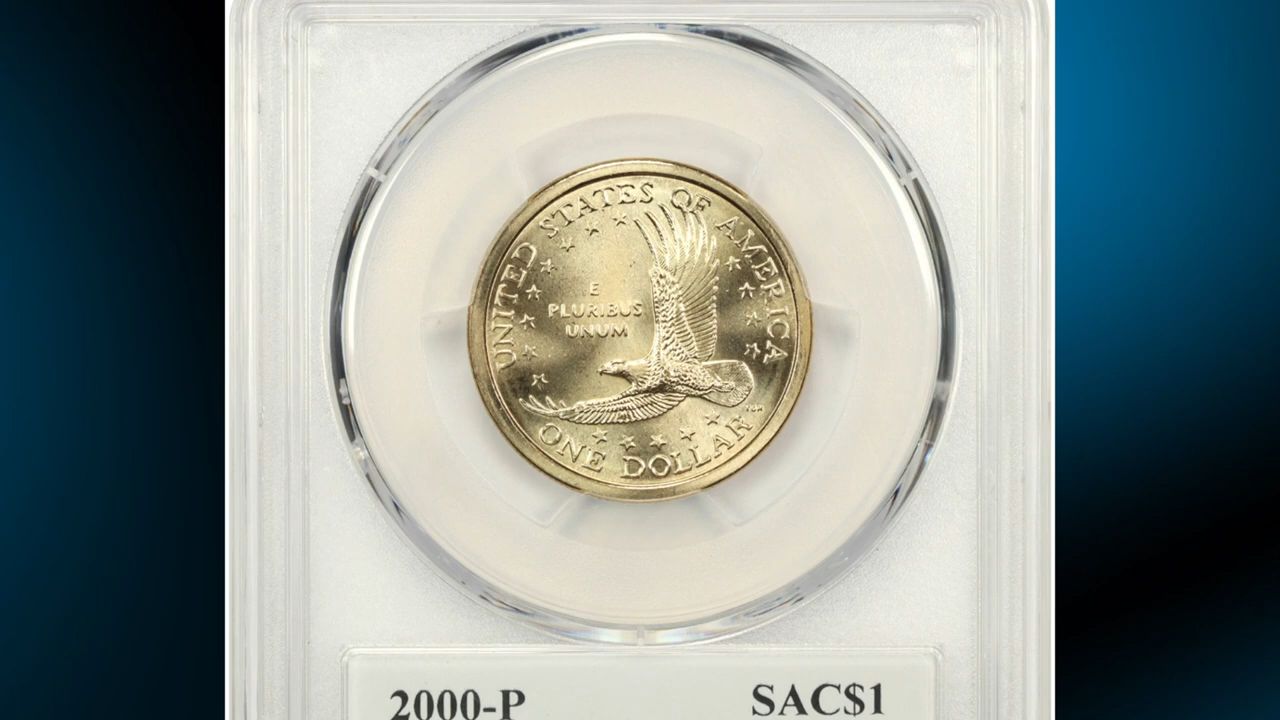 UNITED STATES OF AMERICA
E
PLURIBUS
UNUM
ONE DOLLAR
2000-P SAC$1